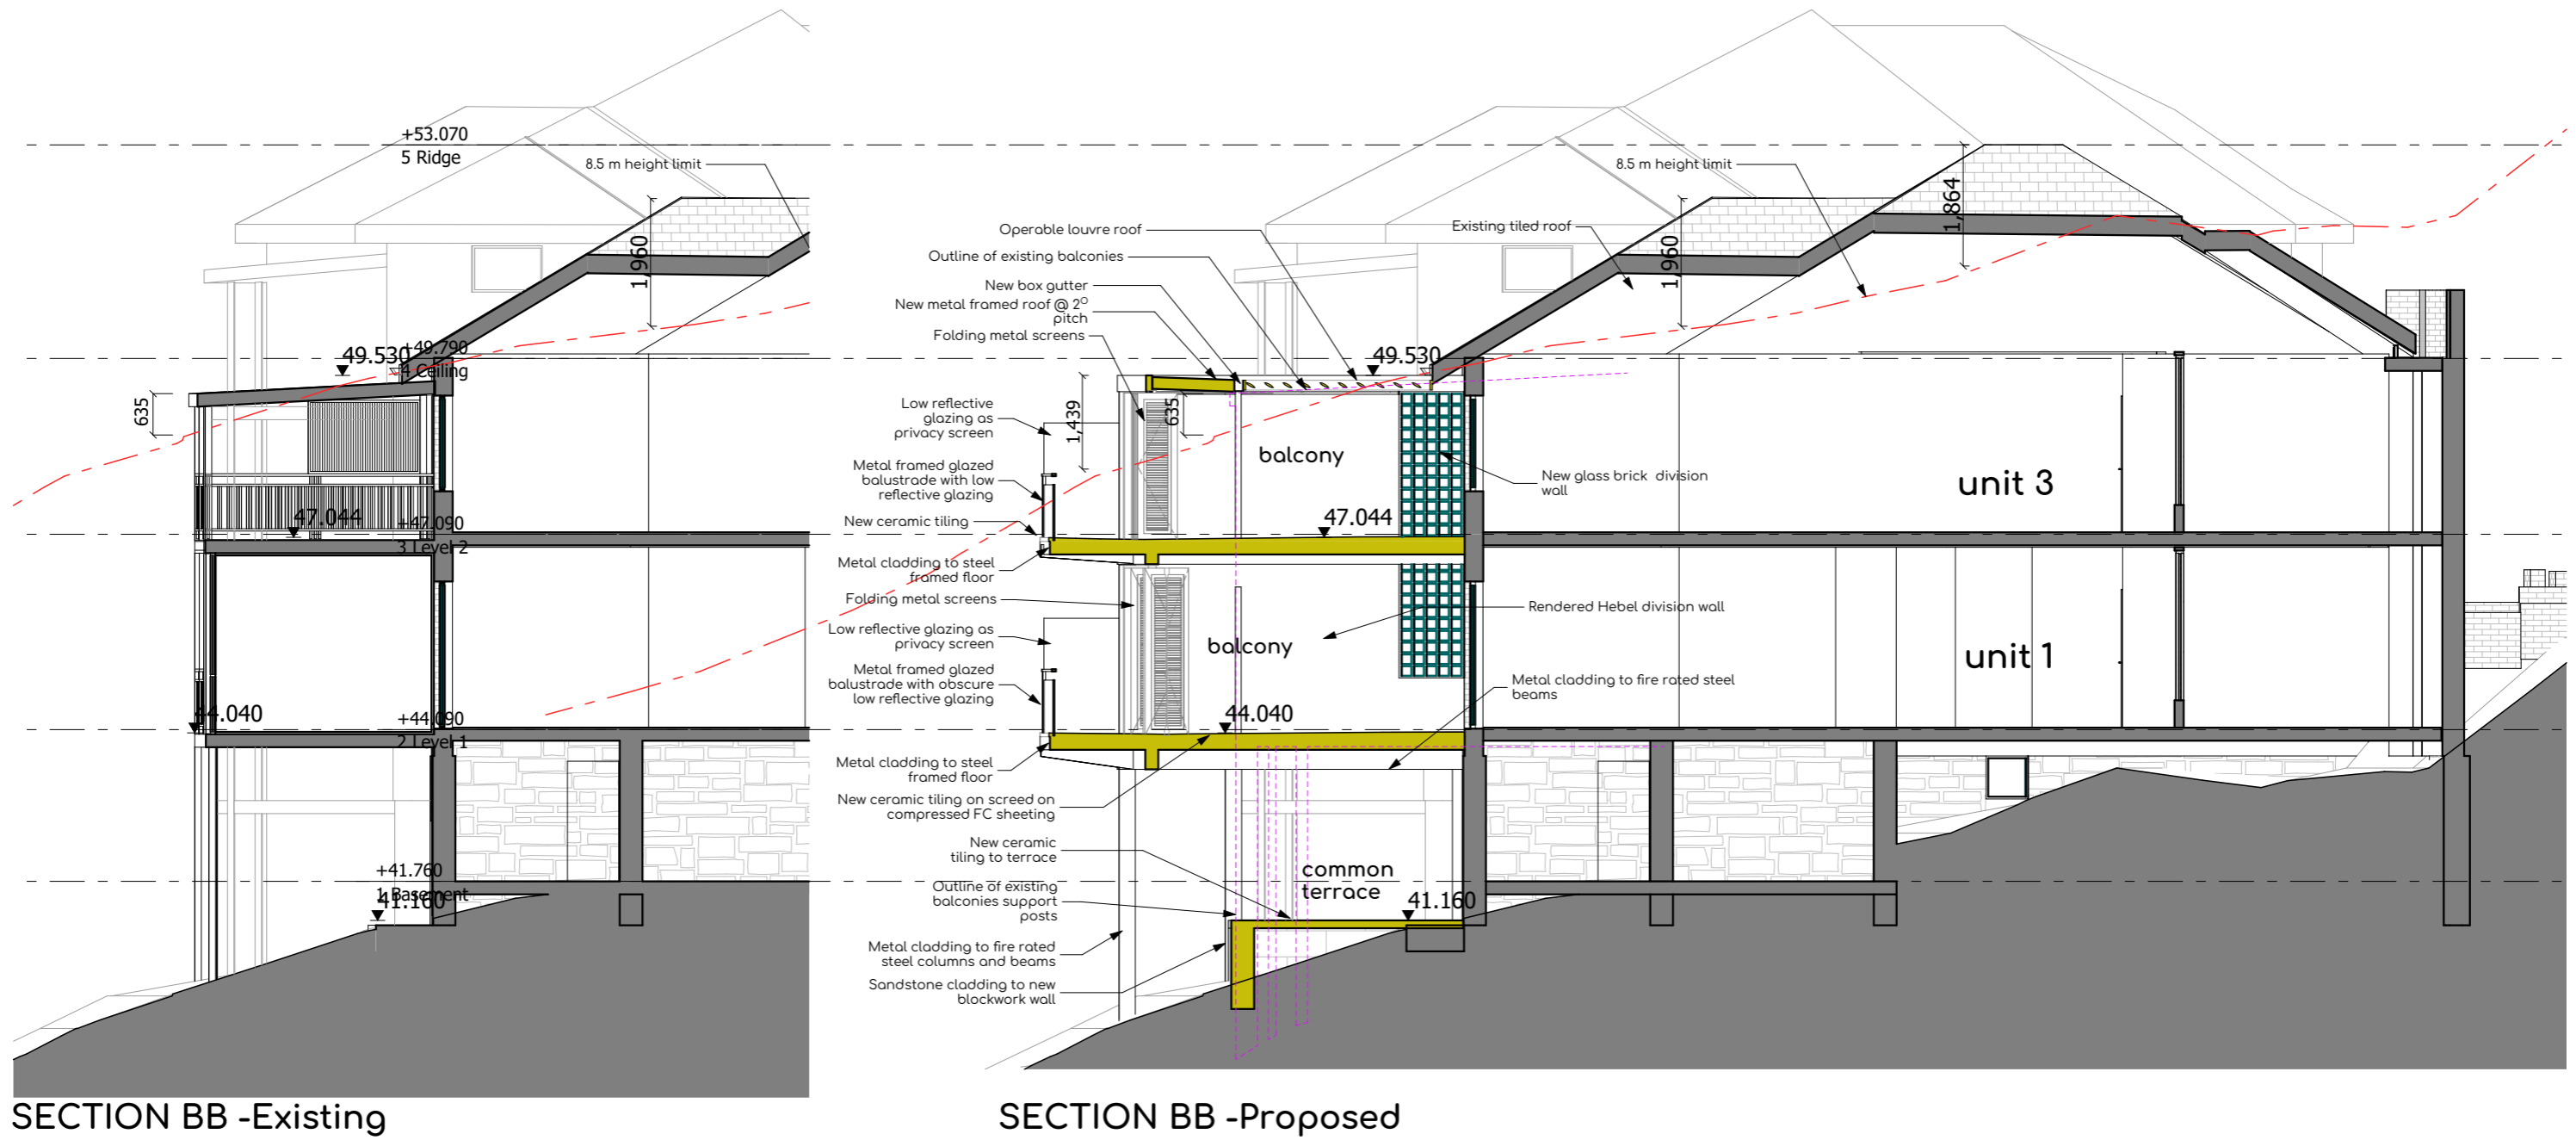 +53.070
5 Ridge
8.5 m height limit
1,960
49.530
+49.790
4 Ceiling
635
47.044
+47.090
3 Level 2
44.040
+44.090
2 Level 1
+41.760
1 Basement
41.160
SECTION BB -Existing
8.5 m height limit
1,864
Operable louvre roof
Existing tiled roof
1,960
Outline of existing balconies
New box gutter
New metal framed roof @ 2°
pitch
Folding metal screens
49.530
Low reflective
glazing as
privacy screen
1,439
635
balcony
Metal framed glazed
balustrade with low
reflective glazing
New glass brick division
wall
unit 3
New ceramic tiling
47.044
Metal cladding to steel
framed floor
Folding metal screens
Rendered Hebel division wall
Low reflective glazing as
privacy screen
balcony
unit 1
Metal framed glazed
balustrade with obscure
low reflective glazing
Metal cladding to fire rated steel
beams
44.040
Metal cladding to steel
framed floor
New ceramic tiling on screed on
compressed FC sheeting
New ceramic
tiling to terrace
common
terrace
Outline of existing
balconies support
posts
41.160
Metal cladding to fire rated
steel columns and beams
Sandstone cladding to new
blockwork wall
SECTION BB -Proposed